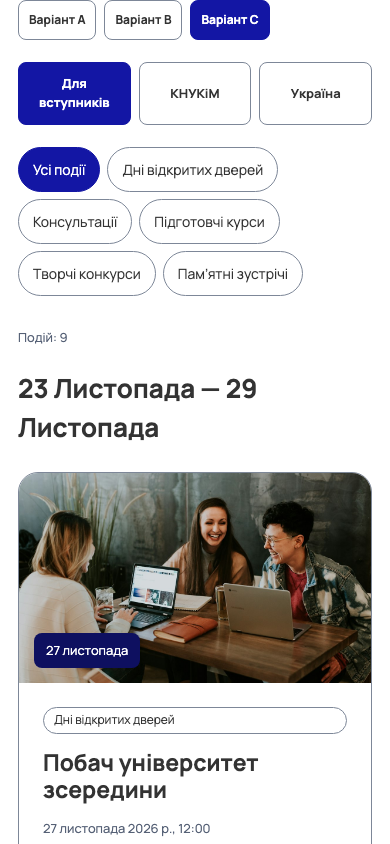 Варіант A
Варіант B
Варіант C
Для
вступників
КНУКіМ
Україна
Усі події
Дні відкритих дверей
Консультації
Підготовчі курси
Творчі конкурси
Пам'ятні зустрічі
Подій: 9
23 Листопада — 29
Листопада
27 листопада
Дні відкритих дверей
Побач університет
зсередини
27 листопада 2026 р., 12:00